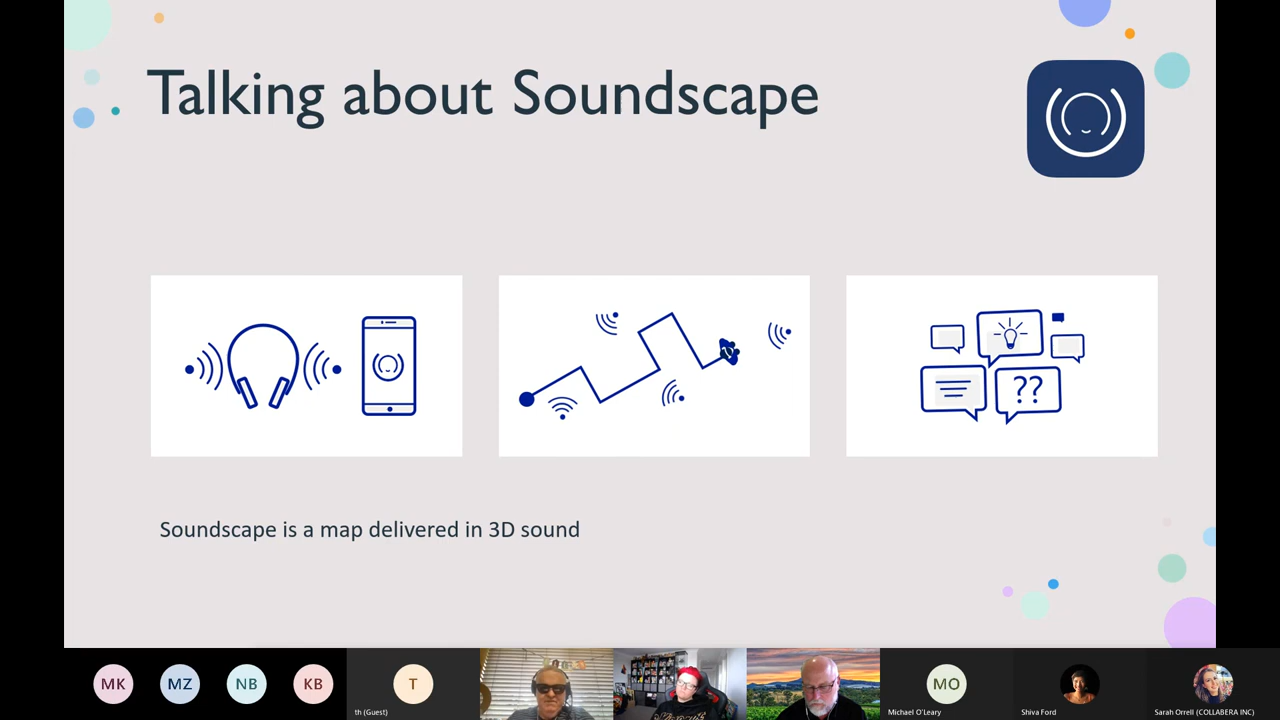 Talking about Soundscape
??
Soundscape is a map delivered in 3D sound
MK
MZ
NB
KB
T
th (Guest)
MO
Michael O'Leary
Shiva Ford
Sarah Orrell (COLLABERA INC)